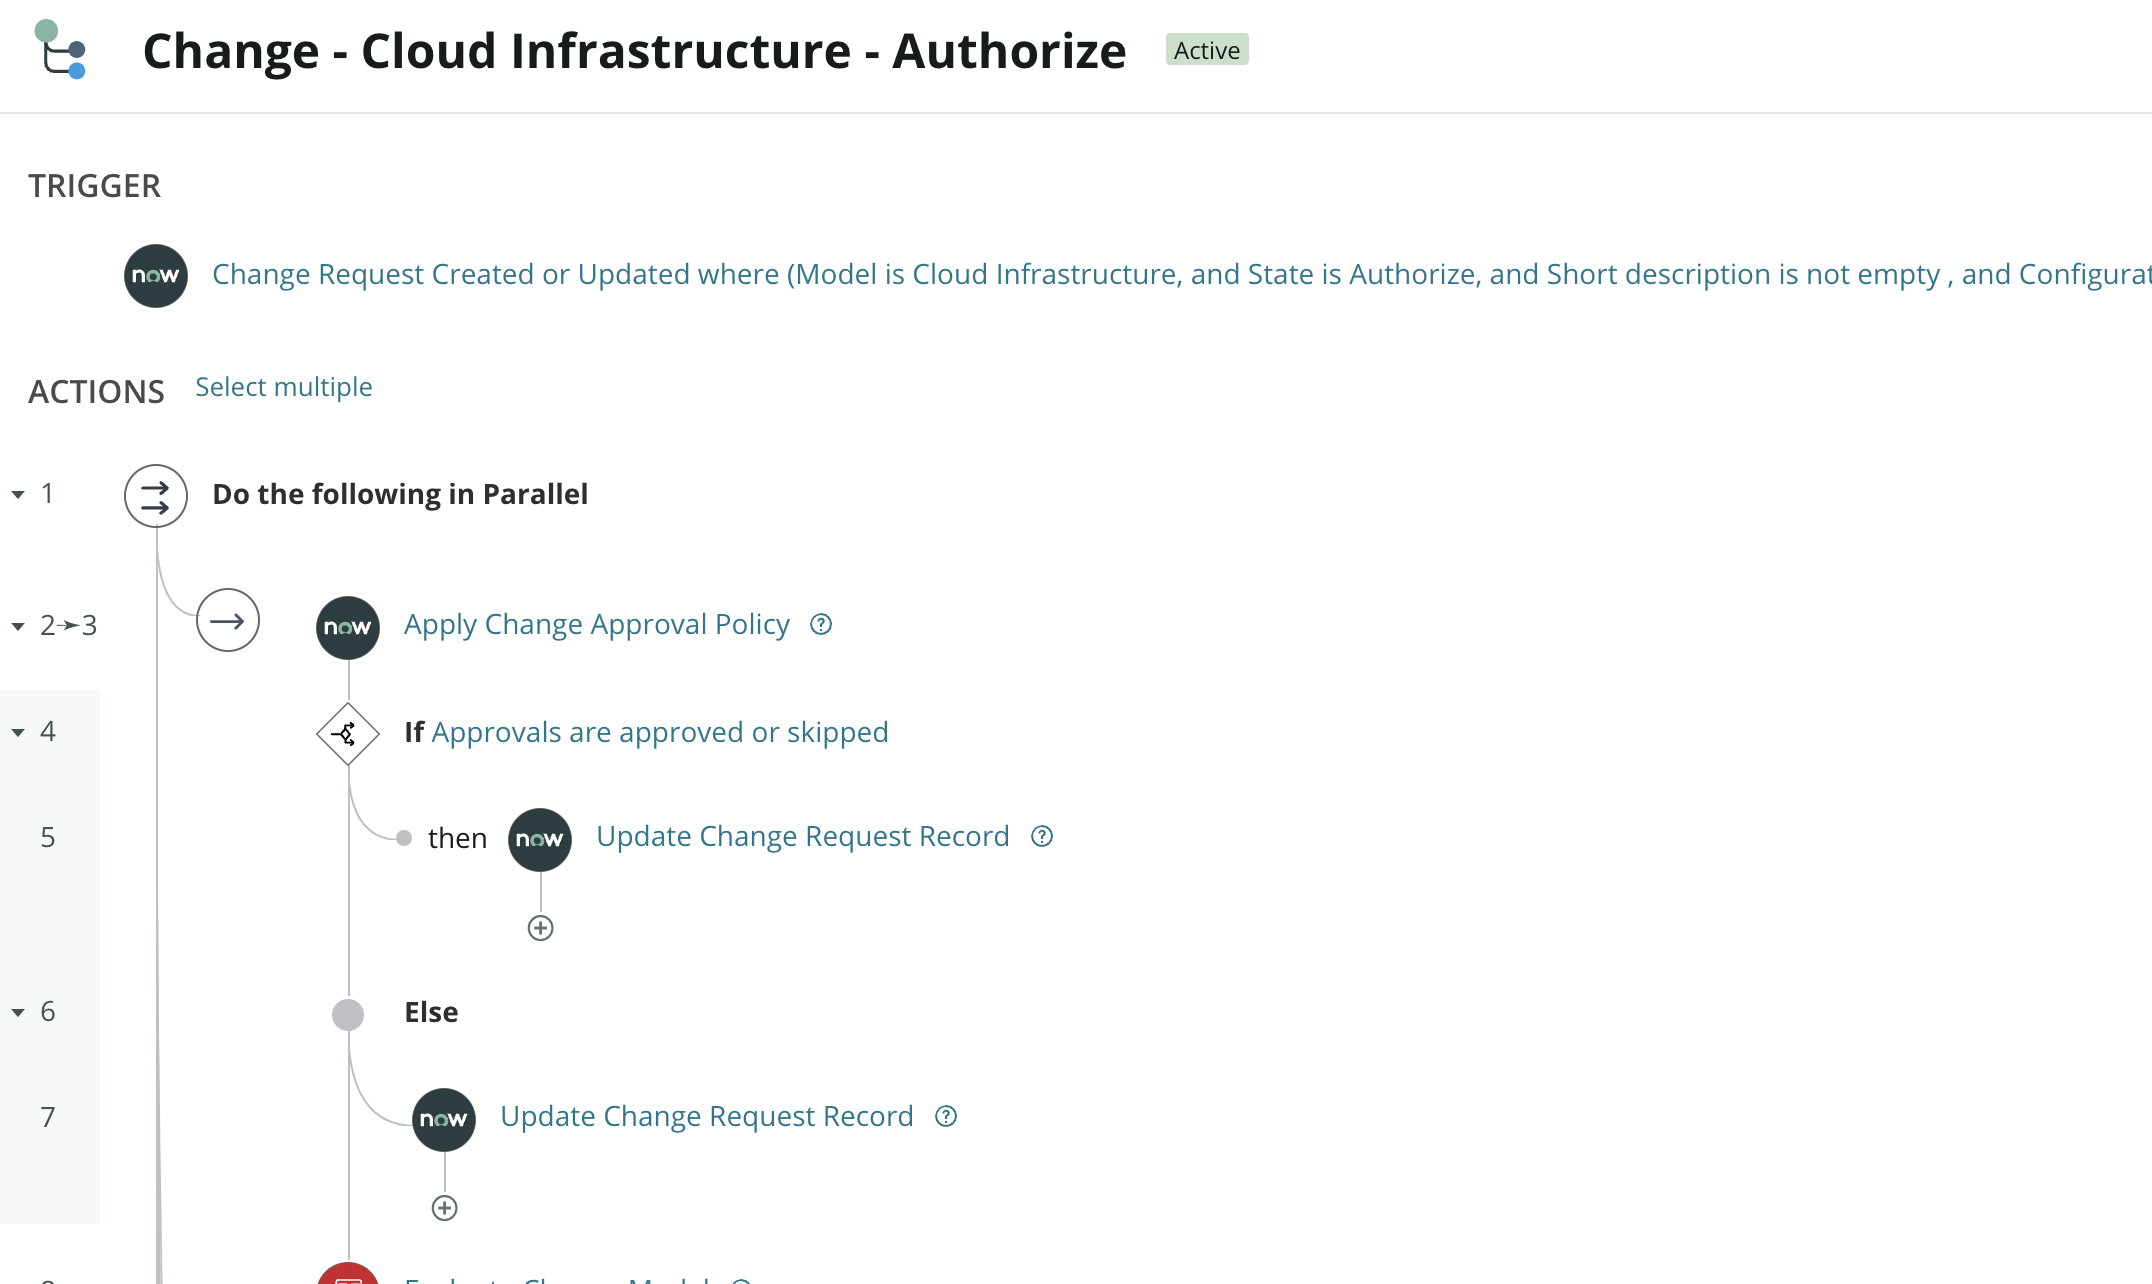 Change - Cloud Infrastructure - Authorize Active
TRIGGER
now Change Request Created or Updated where (Model is Cloud Infrastructure, and State is Authorize, and Short description is not empty , and Configurat
ACTIONS Select multiple
1 Do the following in Parallel
2➛3 now Apply Change Approval Policy ?
4 If Approvals are approved or skipped
5 then now Update Change Request Record ?
6 Else
7 now Update Change Request Record ?